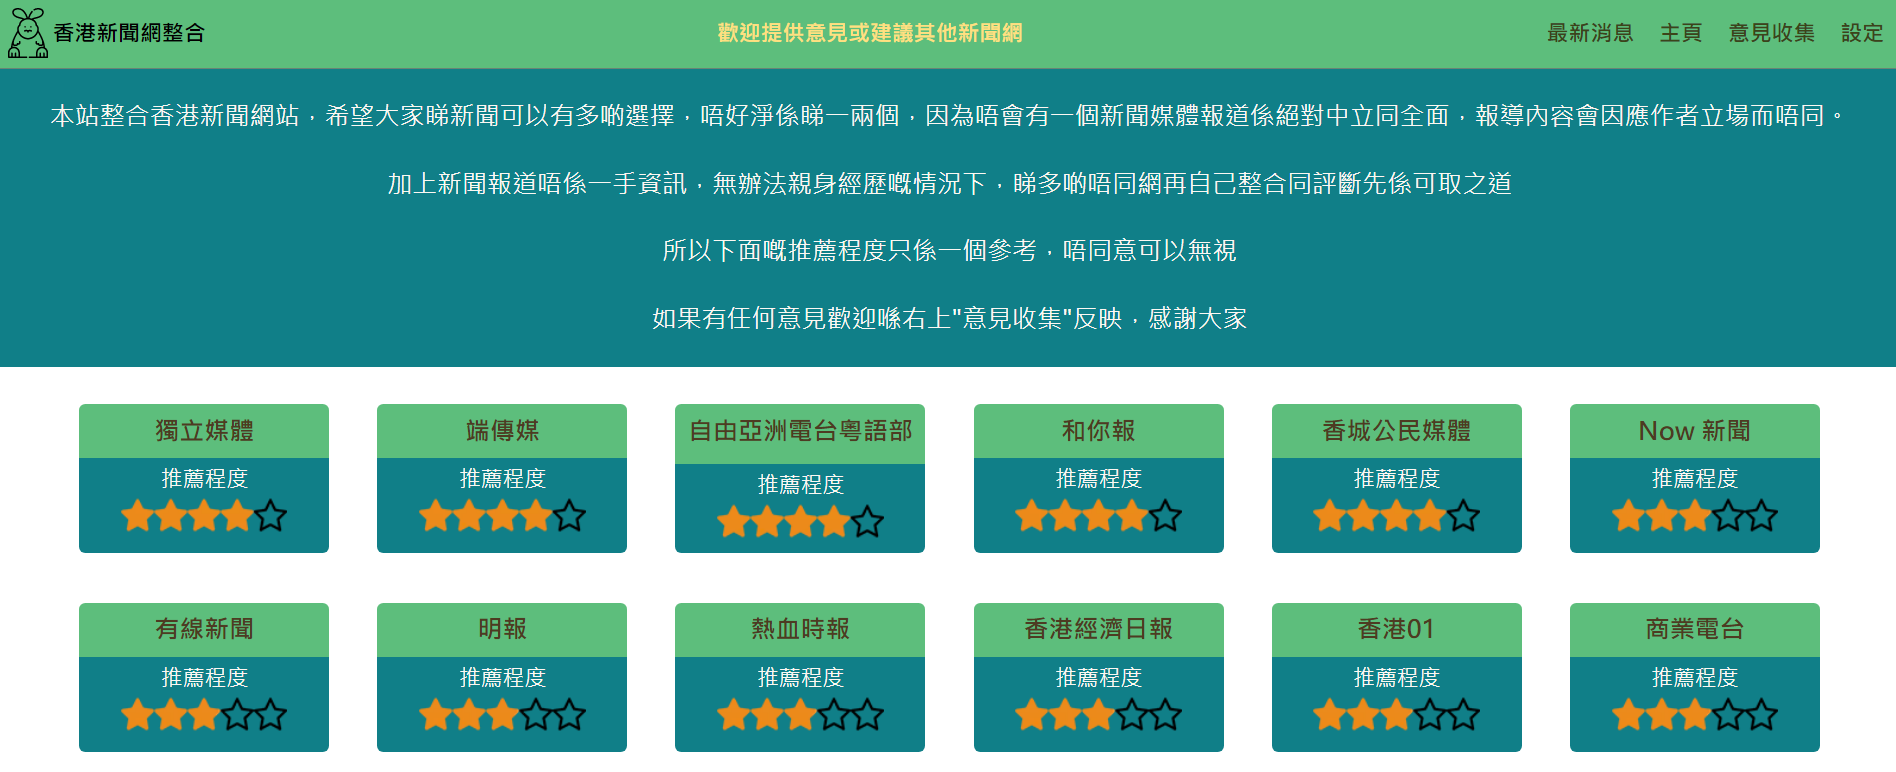 香港新聞網整合
歡迎提供意見或建議其他新聞網
最新消息 主頁 意見收集 設定
本站整合香港新聞網站，希望大家睇新聞可以有多啲選擇，唔好淨係睇一兩個，因為唔會有一個新聞媒體報道係絕對中立同全面，報導內容會因應作者立場而唔同。
加上新聞報道唔係一手資訊，無辦法親身經歷嘅情況下，睇多啲唔同網再自己整合同評斷先係可取之道
所以下面嘅推薦程度只係一個參考，唔同意可以無視
如果有任何意見歡迎喺右上"意見收集"反映，感謝大家
獨立媒體
推薦程度
端傳媒
推薦程度
自由亞洲電台粵語部
推薦程度
和你報
推薦程度
香城公民媒體
推薦程度
Now 新聞
推薦程度
有線新聞
推薦程度
明報
推薦程度
熱血時報
推薦程度
香港經濟日報
推薦程度
香港01
推薦程度
商業電台
推薦程度